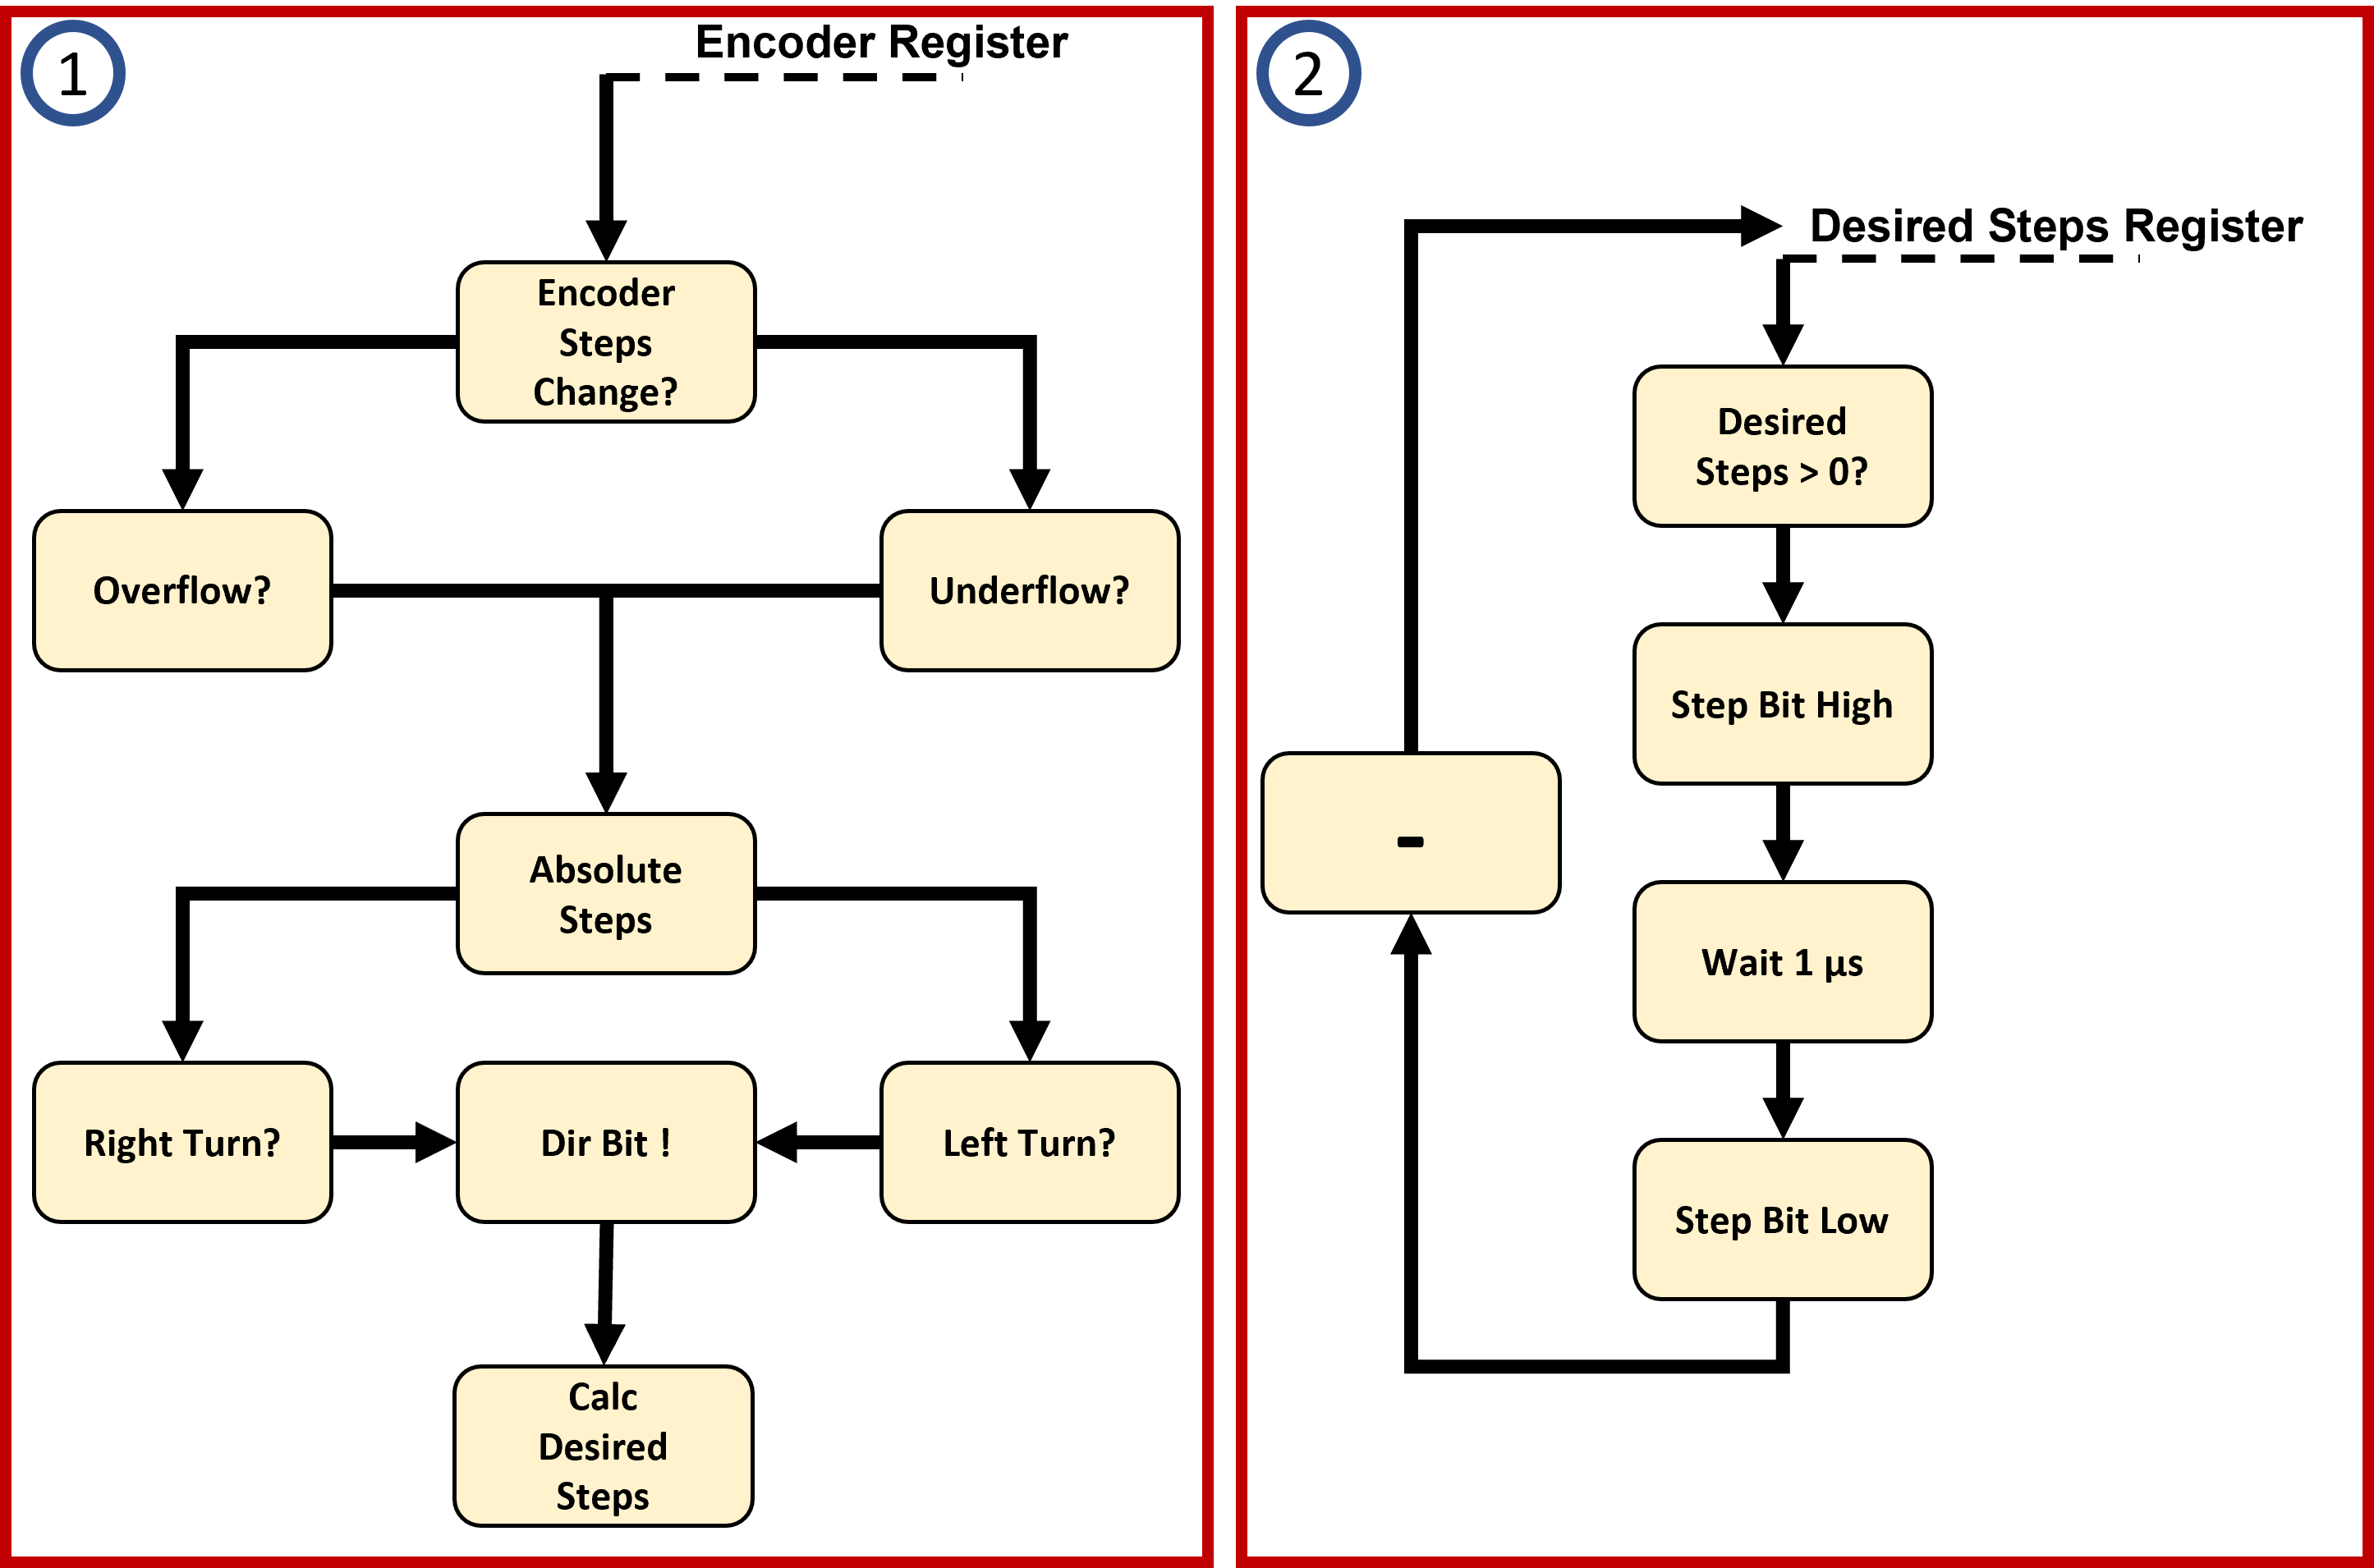 1
Encoder Register
Encoder
Steps
Change?
Overflow?
Underflow?
Absolute
Steps
Right Turn?
Dir Bit !
Left Turn?
Calc
Desired
Steps
2
Desired Steps Register
Desired
Steps > 0?
Step Bit High
-
Wait 1 µs
Step Bit Low